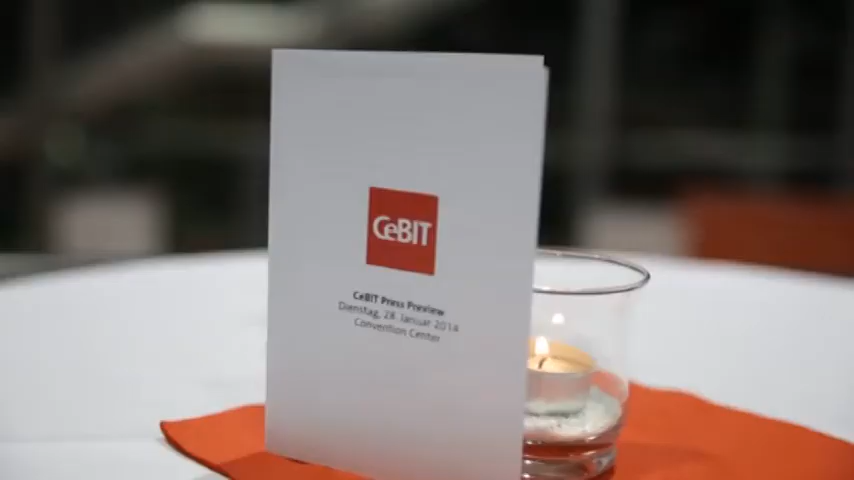 CeBIT
CeBIT Press Preview
Dienstag, 28. Januar 2014
Convention Center